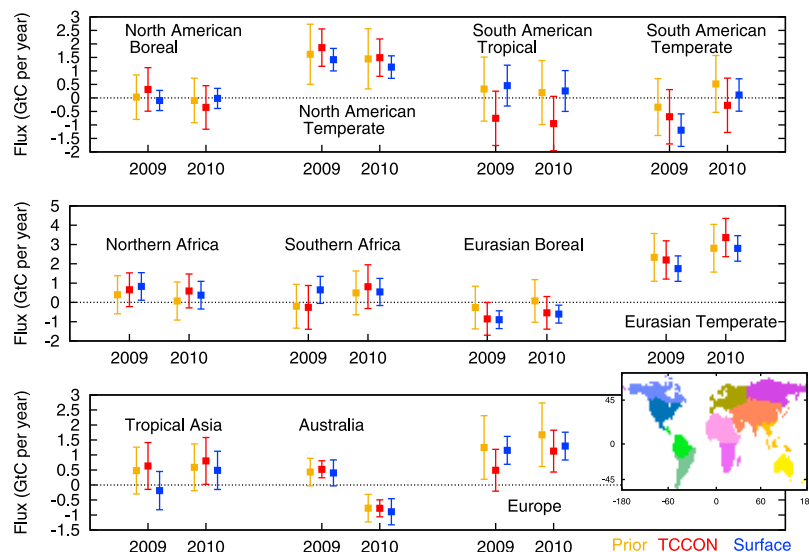 Flux (GtC per year)
3
2.5
2
1.5
1
0.5
0
-0.5
-1
-1.5
-2
North American Boreal
North American Temperate
South American Tropical
South American Temperate
2009 2010 2009 2010 2009 2010 2009 2010
Flux (GtC per year)
5
4
3
2
1
0
-1
-2
Northern Africa
Southern Africa
Eurasian Boreal
Eurasian Temperate
2009 2010 2009 2010 2009 2010 2009 2010
Flux (GtC per year)
3
2.5
2
1.5
1
0.5
0
-0.5
-1
-1.5
Tropical Asia
Australia
Europe
2009 2010 2009 2010 2009 2010
45
0
-45
-180 -60 0 60
Prior TCCON Surface